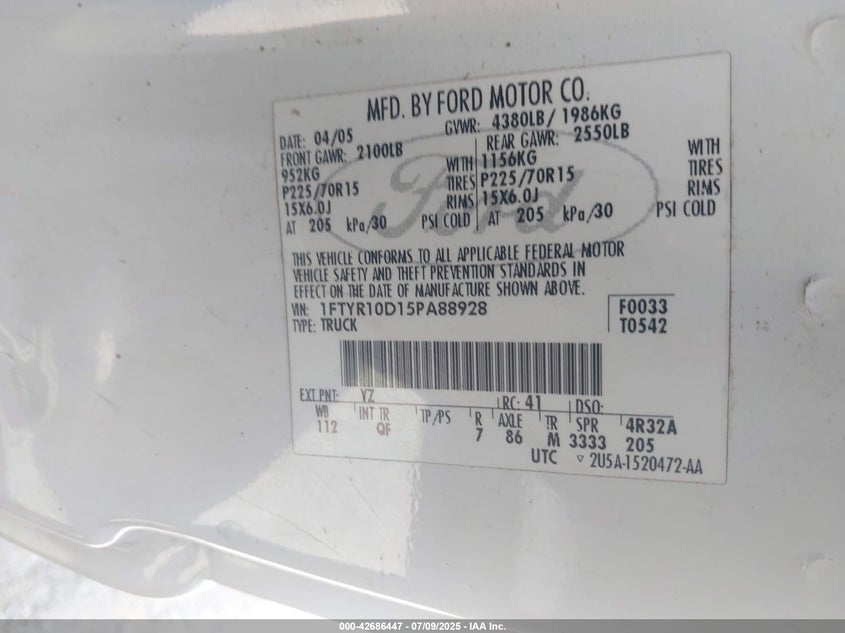 MFD. BY FORD MOTOR CO.
DATE: 04/05 GVWR: 4380LB/ 1986KG
FRONT GAWR: 2100LB REAR GAWR: 2550LB
952KG WITH 1156KG WITH
P225/70R15 TIRES P225/70R15 TIRES
15X6.0J RIMS 15X6.0J RIMS
AT 205 kPa/30 PSI COLD AT 205 kPa/30 PSI COLD
Ford
THIS VEHICLE CONFORMS TO ALL APPLICABLE FEDERAL MOTOR
VEHICLE SAFETY AND THEFT PREVENTION STANDARDS IN
EFFECT ON THE DATE OF MANUFACTURE SHOWN ABOVE.
VIN: 1FTYR10D15PA88928 F0033
TYPE: TRUCK T0542
EXT PNT: YZ RC: 41 DSO:
WB INT TR TP/PS R AXLE TR SPR 4R32A
112 QF 7 86 M 3333 205
UTC ▽ 2U5A-1520472-AA
000-42686447 - 07/09/2025 - IAA Inc.